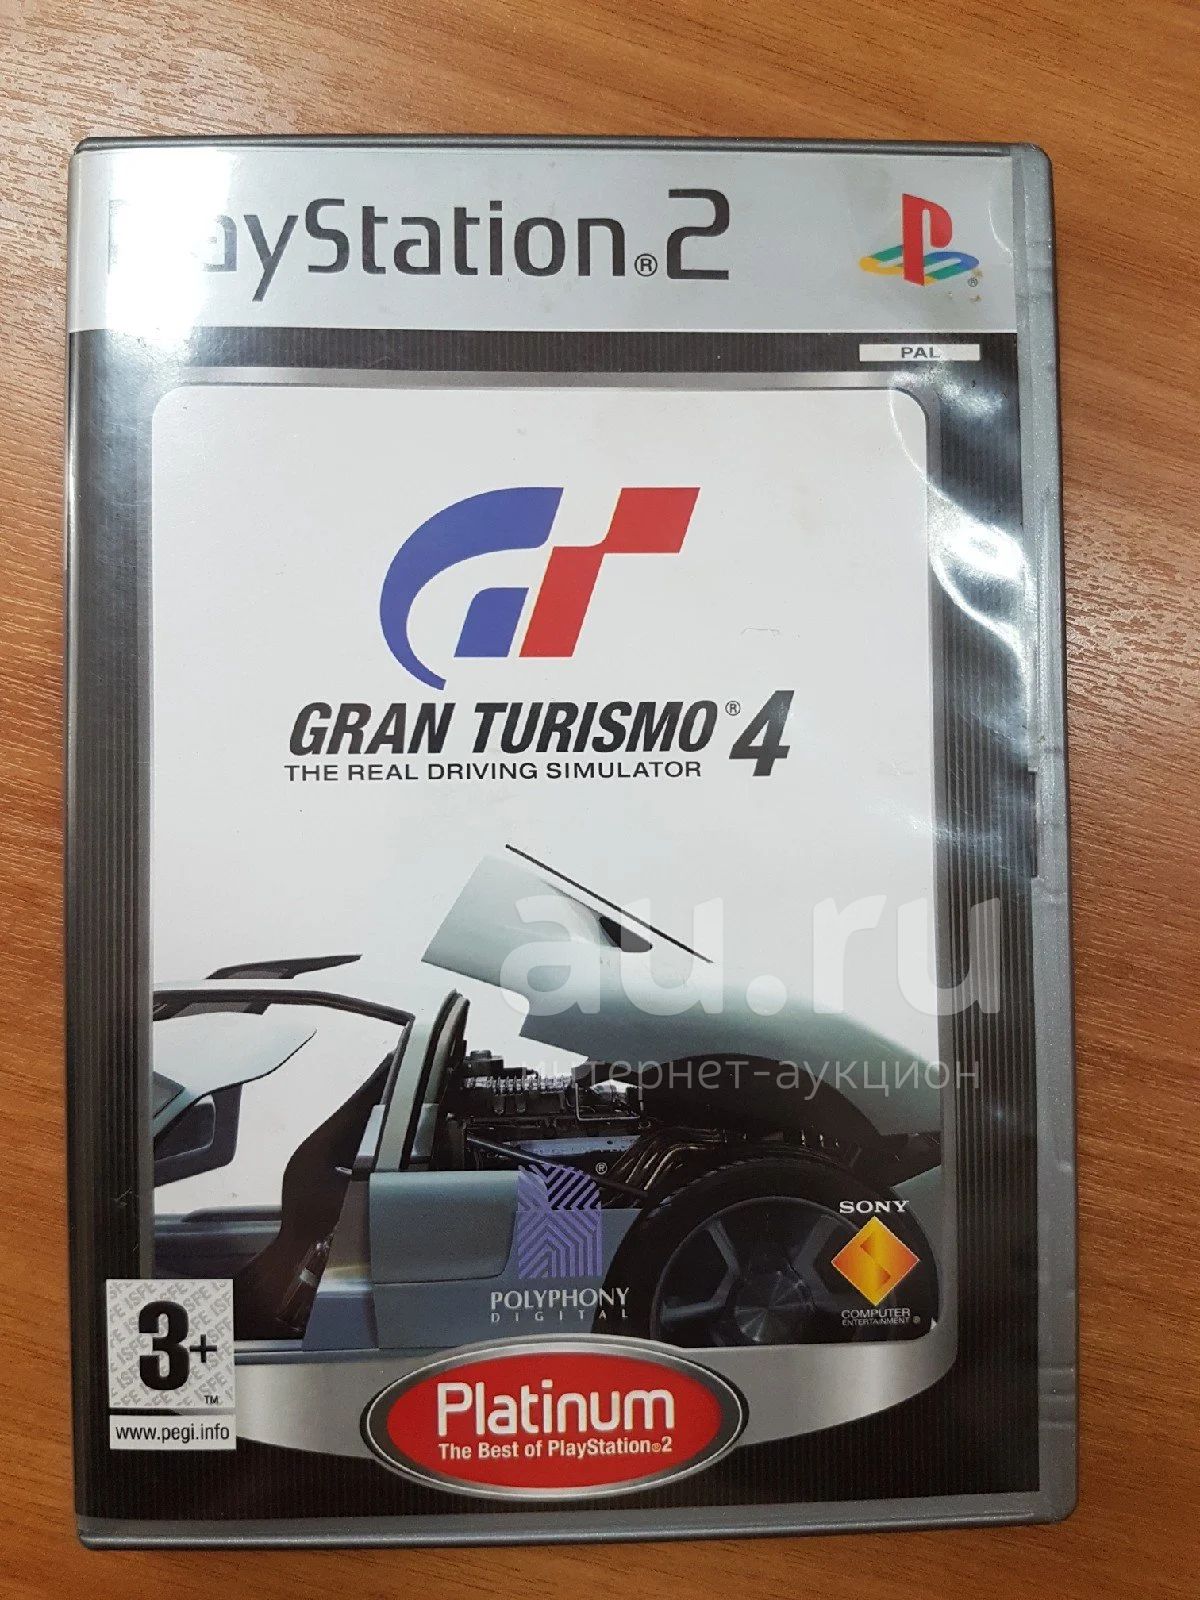 PlayStation®2
PAL
GRAN TURISMO®4
THE REAL DRIVING SIMULATOR
au.ru
интернет-аукцион
®
POLYPHONY
DIGITAL
SONY
COMPUTER
ENTERTAINMENT®
3+
TM
www.pegi.info
Platinum
The Best of PlayStation®2